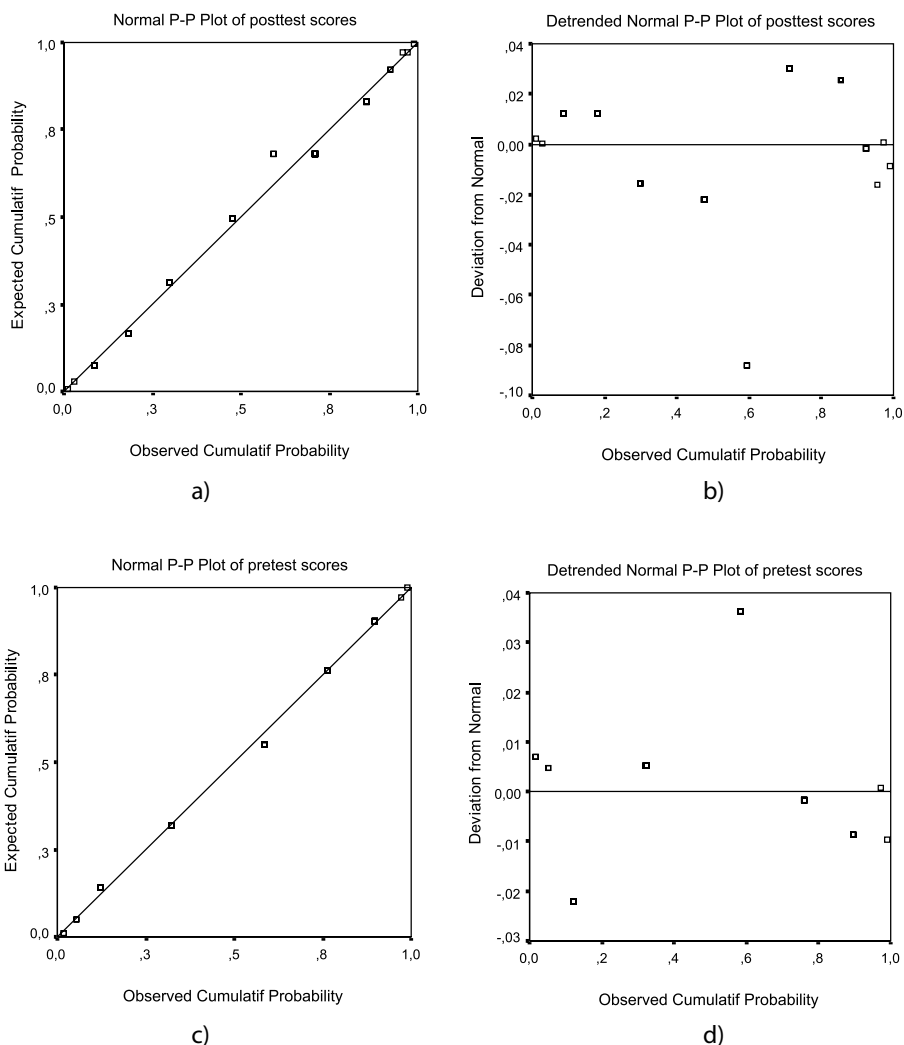 Normal P-P Plot of posttest scores
1,0
,8
,5
,3
0,0
Expected Cumulatif Probability
0,0 ,3 ,5 ,8 1,0
Observed Cumulatif Probability
a)
Detrended Normal P-P Plot of posttest scores
,04
,02
0,00
-,02
-,04
-,06
-,08
-,10
Deviation from Normal
0,0 ,2 ,4 ,6 ,8 1,0
Observed Cumulatif Probability
b)
Normal P-P Plot of pretest scores
1,0
,8
,5
,3
0,0
Expected Cumulatif Probability
0,0 ,3 ,5 ,8 1,0
Observed Cumulatif Probability
c)
Detrended Normal P-P Plot of pretest scores
,04
,03
,02
,01
0,00
-,01
-,02
-,03
Deviation from Normal
0,0 ,2 ,4 ,6 ,8 1,0
Observed Cumulatif Probability
d)